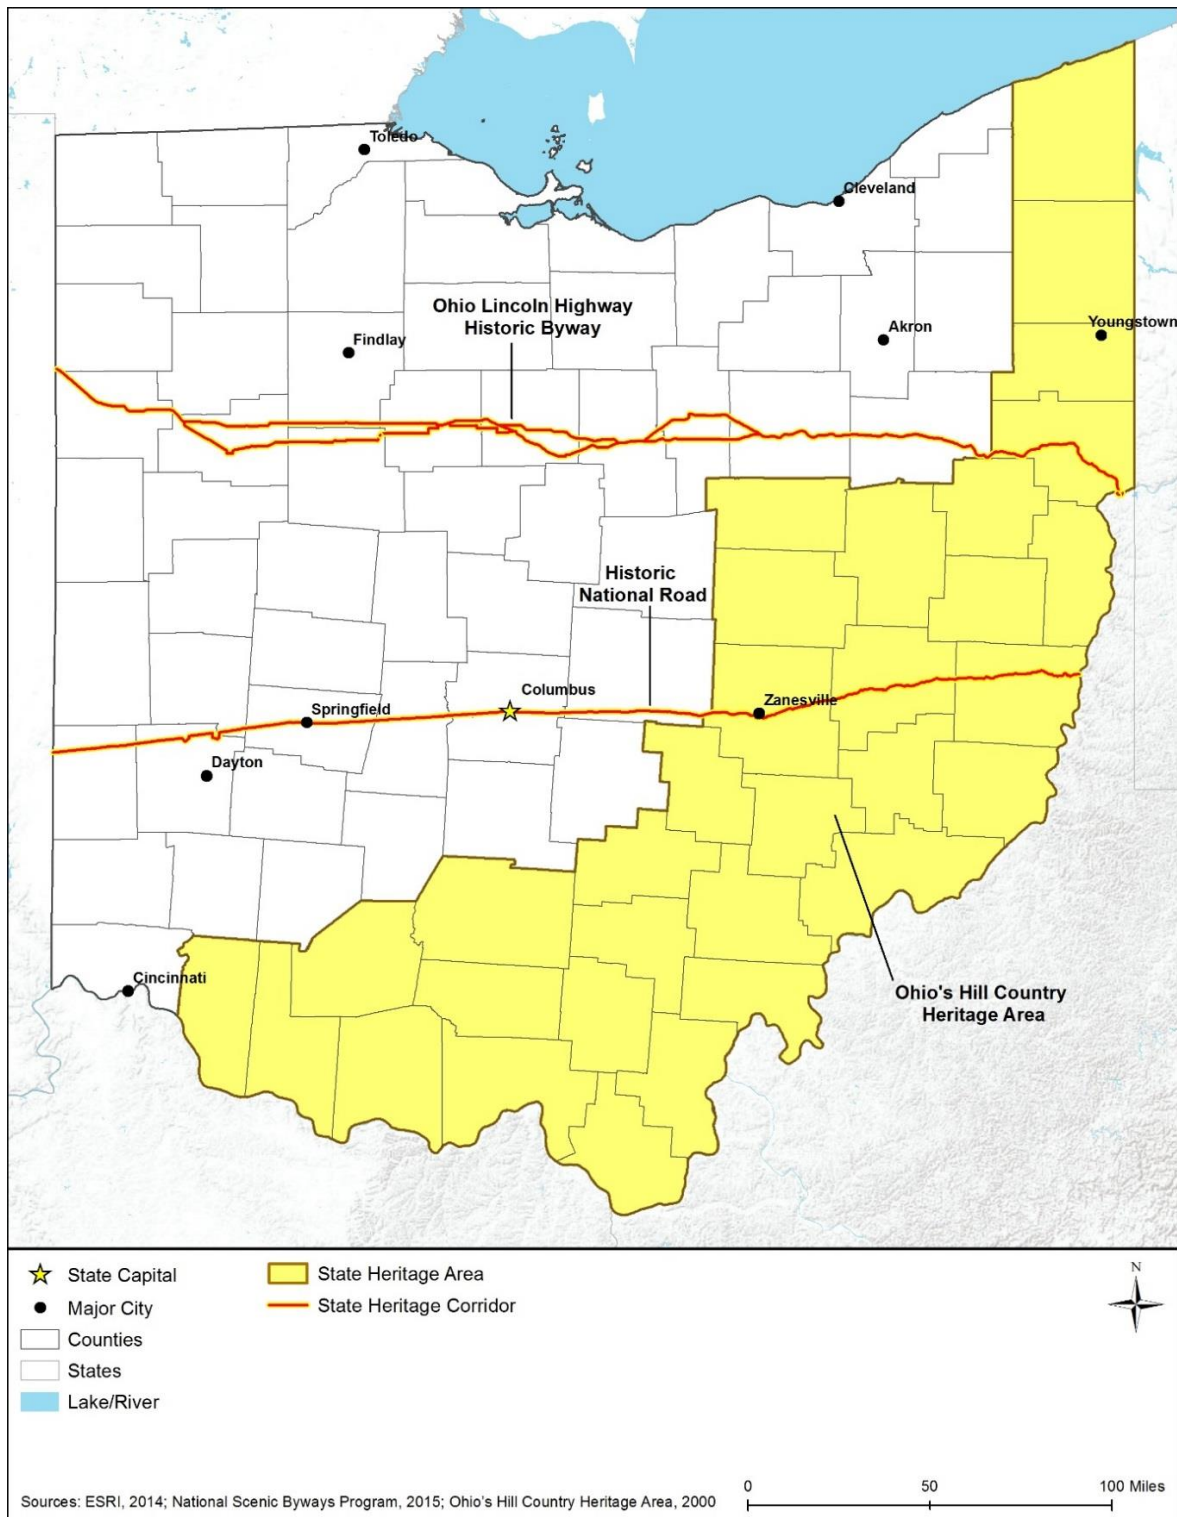 Toledo
Cleveland
Ohio Lincoln Highway
Historic Byway
Findlay
Akron
Youngstown
Historic
National Road
Columbus
Springfield
Zanesville
Dayton
Cincinnati
Ohio's Hill Country
Heritage Area
State Capital
Major City
Counties
States
Lake/River
State Heritage Area
State Heritage Corridor
N
Sources: ESRI, 2014; National Scenic Byways Program, 2015; Ohio's Hill Country Heritage Area, 2000
0 50 100 Miles